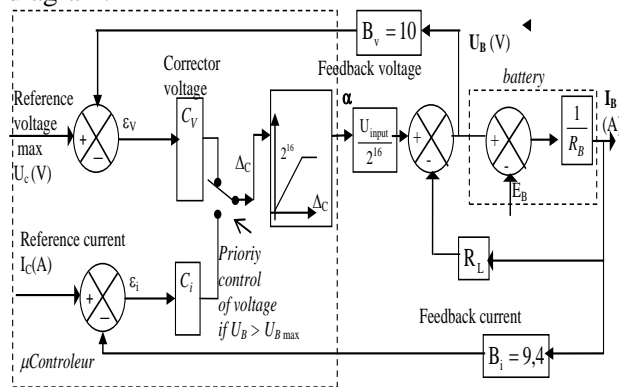 diagram.
B_v = 10
U_B (V)
Feedback voltage
battery
Corrector
voltage
Reference
voltage
max
U_c (V)
+
−
ε_V
C_V
Δ_C
2^16
Δ_C
α
U_input
2^16
+
-
+
-
E_B
1
R_B
I_B
(A)
Reference current
I_C(A)
+
−
ε_i
C_i
Prioriy
control
of voltage
if U_B > U_B max
R_L
Feedback current
B_i = 9,4
μControleur